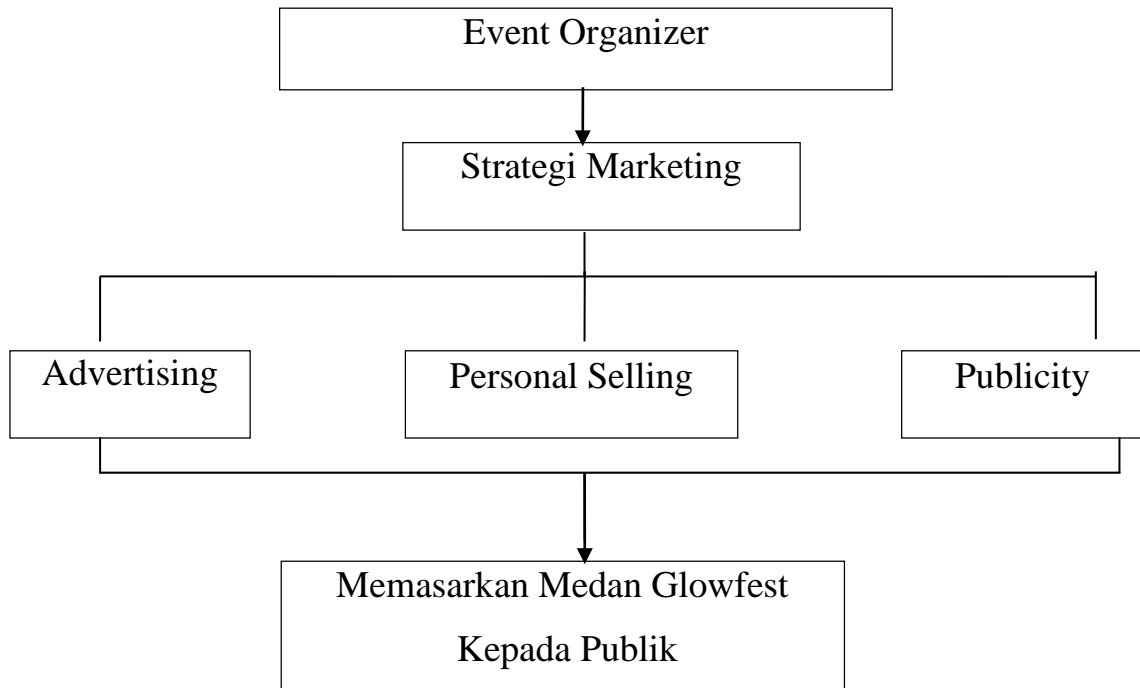 Event Organizer
Strategi Marketing
Advertising
Personal Selling
Publicity
Memasarkan Medan Glowfest
Kepada Publik